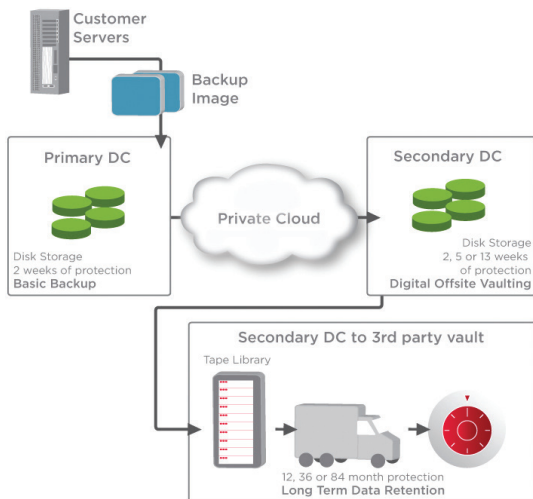 Customer
Servers
Backup
Image
Primary DC
Disk Storage
2 weeks of protection
Basic Backup
Private Cloud
Secondary DC
Disk Storage
2, 5 or 13 weeks
of protection
Digital Offsite Vaulting
Secondary DC to 3rd party vault
Tape Library
12, 36 or 84 month protection
Long Term Data Retention